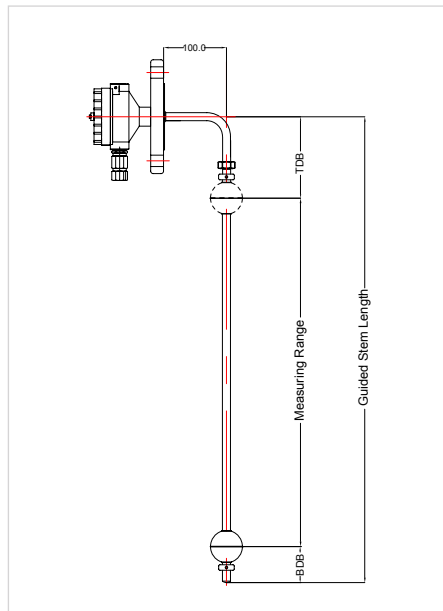 100.0
TDB
Measuring Range
Guided Stem Length
BDB